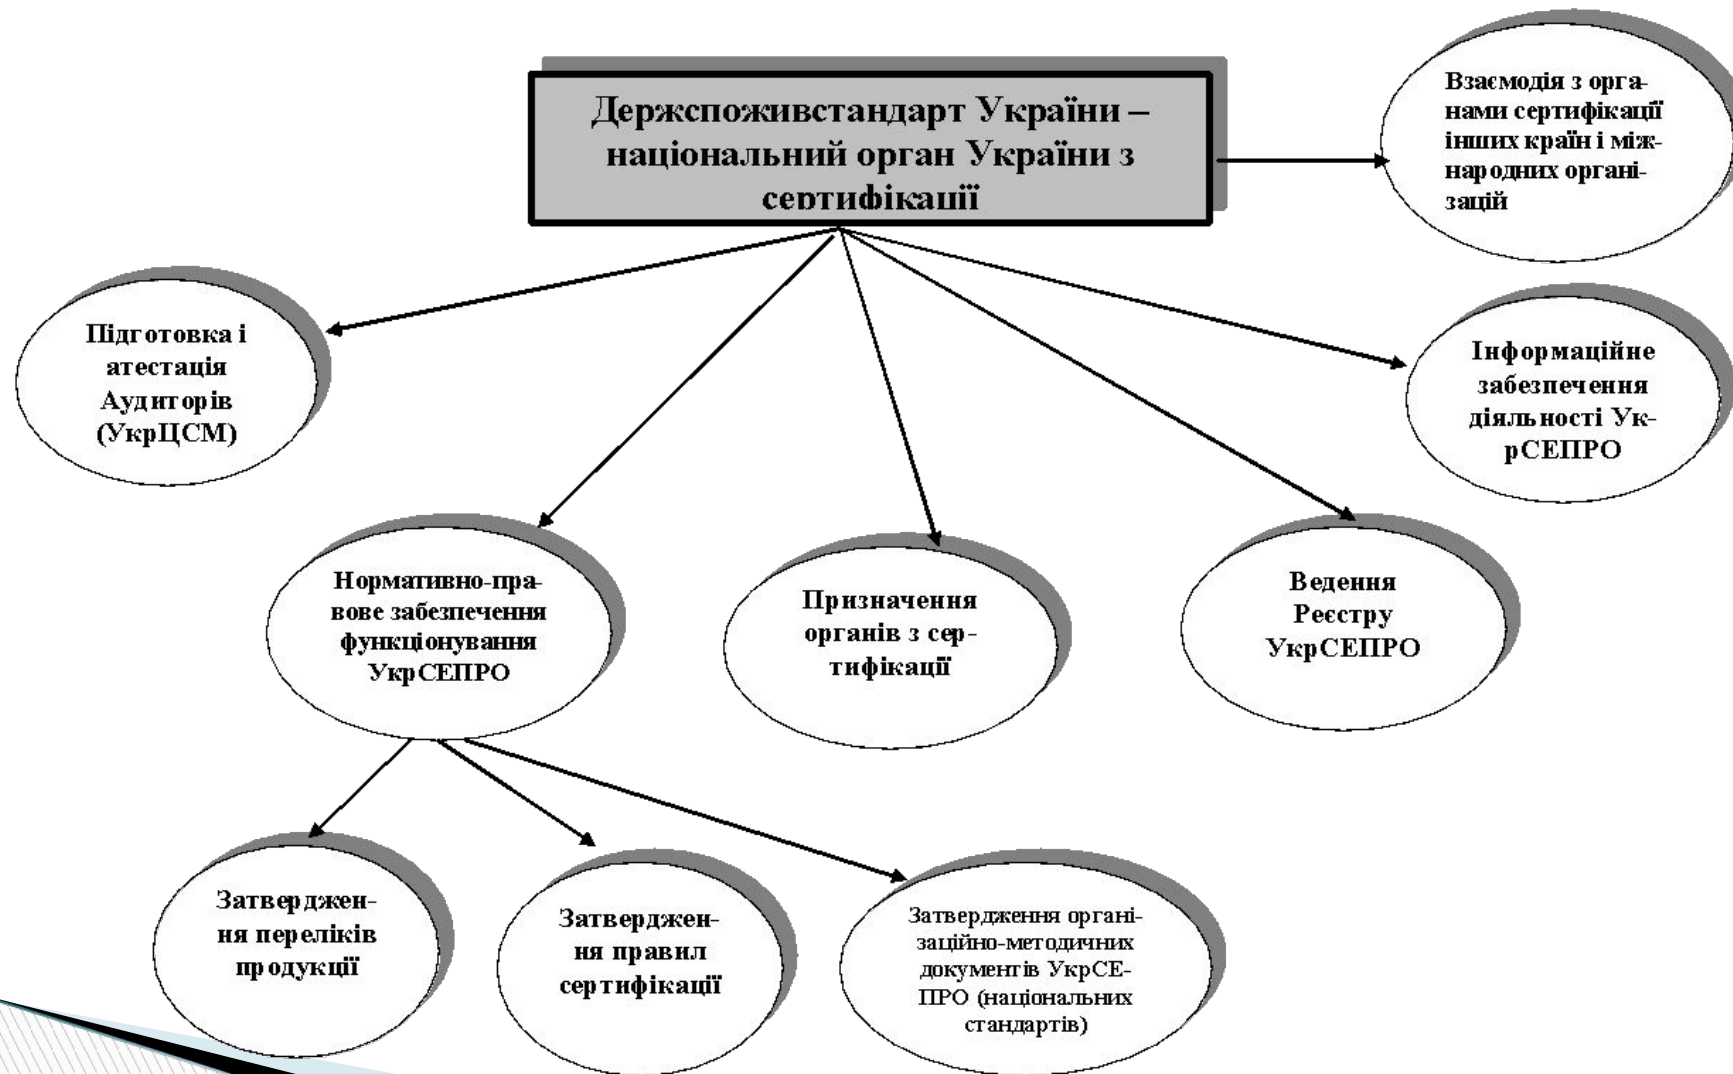 Держспоживстандарт України –
національний орган України з
сертифікації
Взаємодія з орга-
нами сертифікації
інших країн і між-
народних органі-
зацій
Підготовка і
атестація
Аудиторів
(УкрЦСМ)
Інформаційне
забезпечення
діяльності Ук-
рСЕПРО
Нормативно-пра-
вове забезпечення
функціонування
УкрСЕПРО
Призначення
органів з сер-
тифікації
Ведення
Реєстру
УкрСЕПРО
Затверджен-
ня переліків
продукції
Затверджен-
ня правил
сертифікації
Затвердження органі-
заційно-методичних
документів УкрСЕ-
ПРО (національних
стандартів)